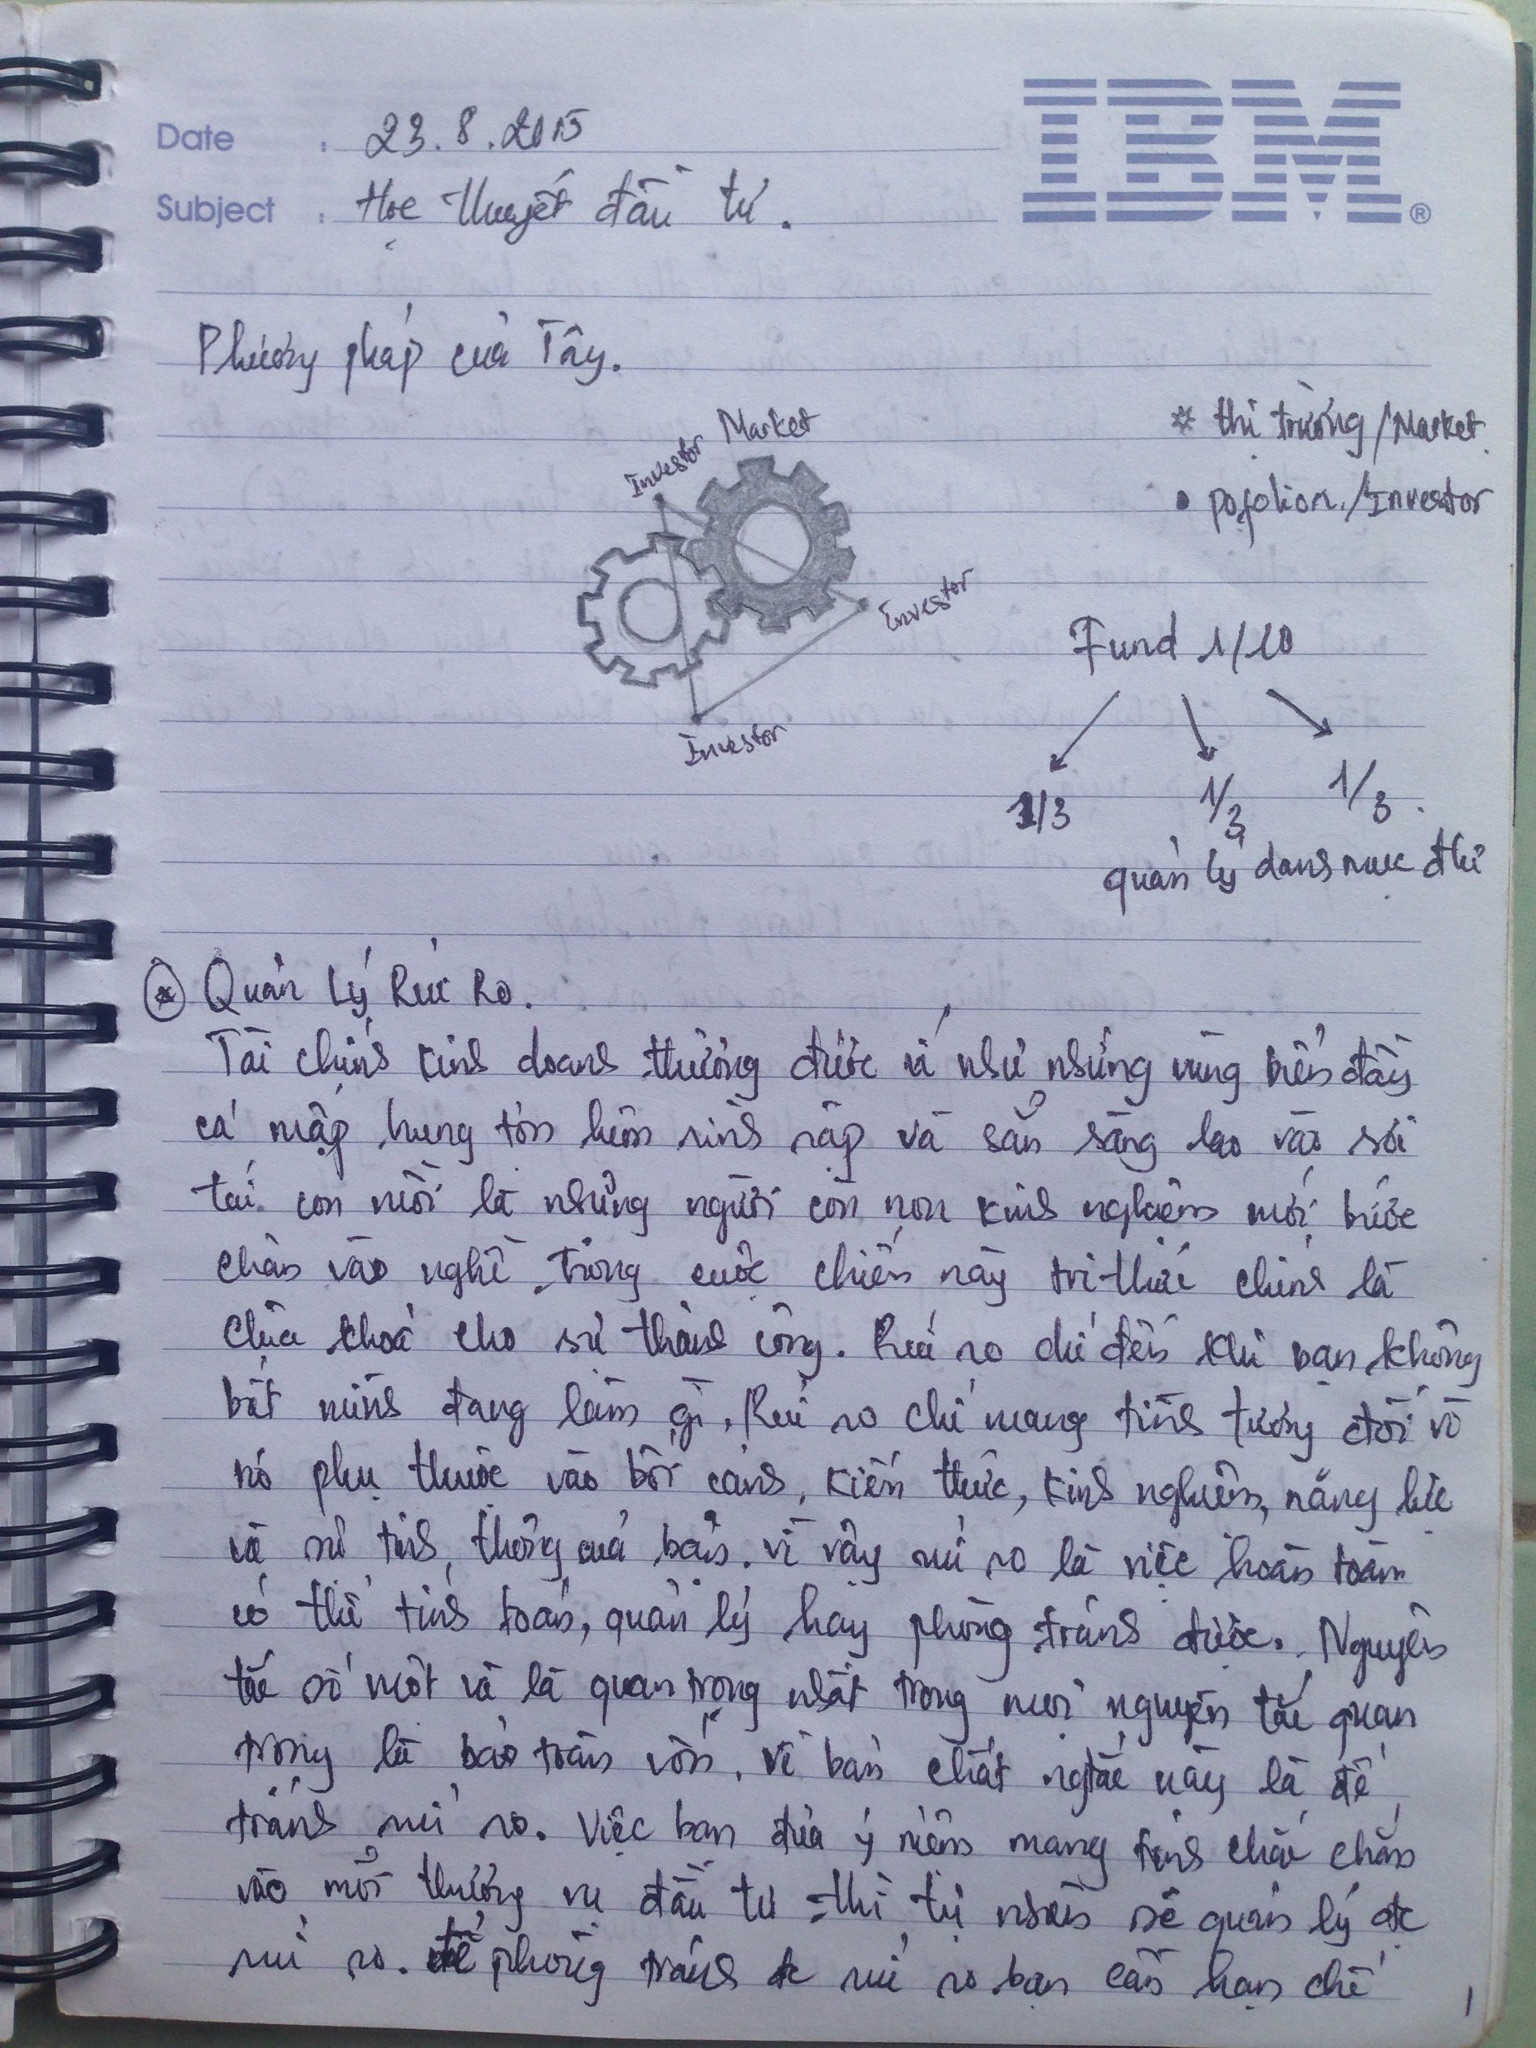 IBM®
Date : 23.8.2015
Subject : Học thuyết đầu tư.
Phương pháp của Tây.
Market
Investor
Investor
Investor
* thị trường/Market
• pofolion./Investor
Fund 1/10
1/3 1/3 1/3
quản lý danh mục đtư
* Quản Lý Rủi Ro.
Tài chính kinh doanh thường được ví như những vùng biển đầy
cá mập hung tợn luôn rình rập và sẵn sàng lao vào xơi
tái con mồi là những người còn non kinh nghiệm mới bước
chân vào nghề trong cuộc chiến này tri thức chính là
chìa khoá cho sự thành công. Rủi ro chỉ đến khi bạn không
biết mình đang làm gì, Rủi ro chỉ mang tính tương đối vì
nó phụ thuộc vào bối cảnh, kiến thức, kinh nghiệm, năng lực
và sự tinh thông của bạn. vì vậy rủi ro là việc hoàn toàn
có thể tính toán, quản lý hay phòng tránh được. Nguyên
tắc số một và là quan trọng nhất trong mọi nguyên tắc quan
trọng là bảo toàn vốn. Về bản chất ngtắc này là để
tránh rủi ro. Việc bạn đưa ý niệm mang tính chắc chắn
vào mỗi thương vụ đầu tư thì tự nhiên sẽ quản lý đc
rủi ro. để phòng tránh đc rủi ro bạn cần hạn chế
1